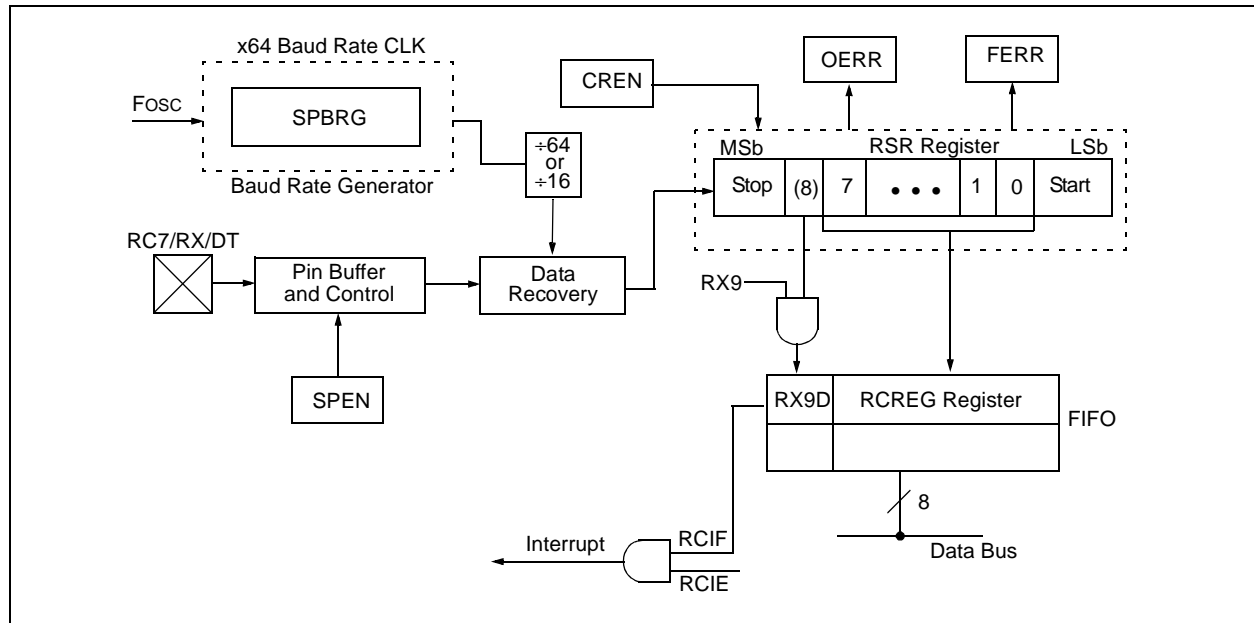 x64 Baud Rate CLK
FOSC
SPBRG
Baud Rate Generator
÷64
or
÷16
CREN
OERR
FERR
MSb
RSR Register
LSb
Stop
(8)
7
• • •
1
0
Start
RC7/RX/DT
Pin Buffer
and Control
Data
Recovery
RX9
SPEN
RX9D
RCREG Register
FIFO
8
Data Bus
Interrupt
RCIF
RCIE